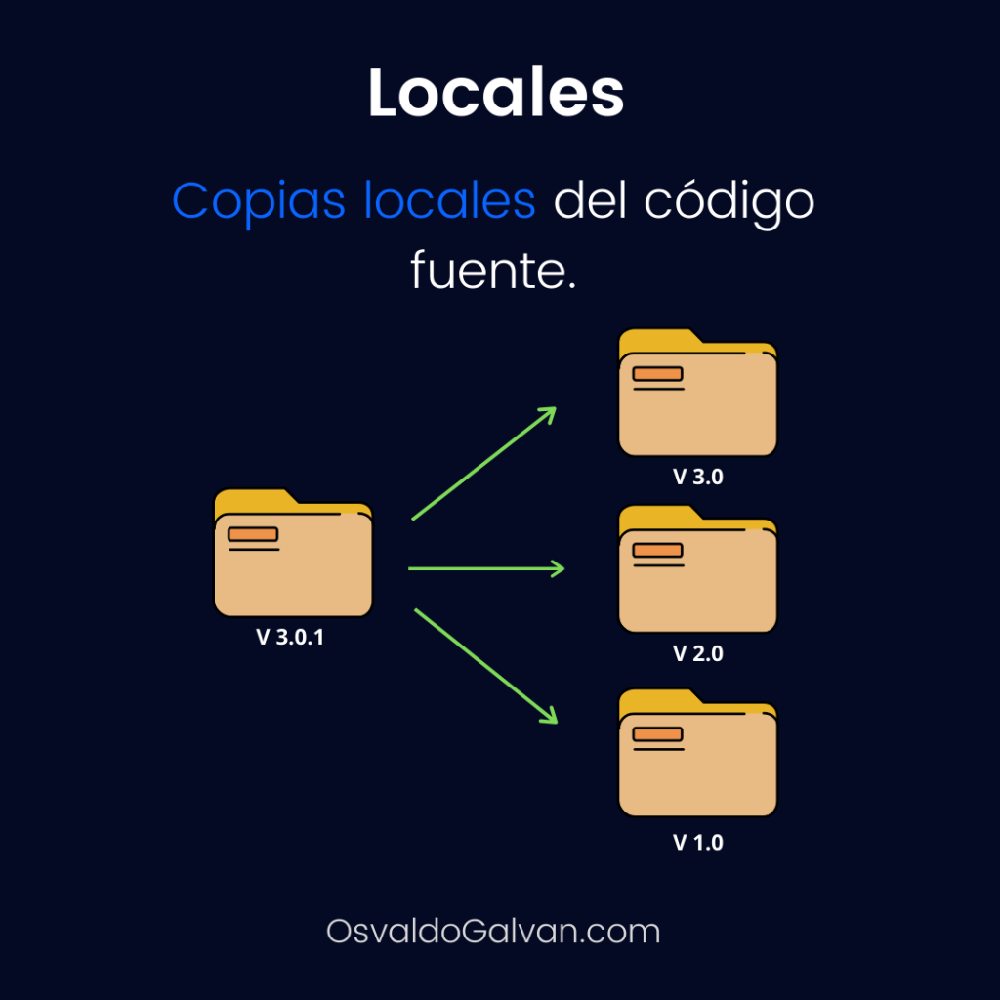 Locales
Copias locales del código
fuente.
V 3.0
V 3.0.1
V 2.0
V 1.0
OsvaldoGalvan.com